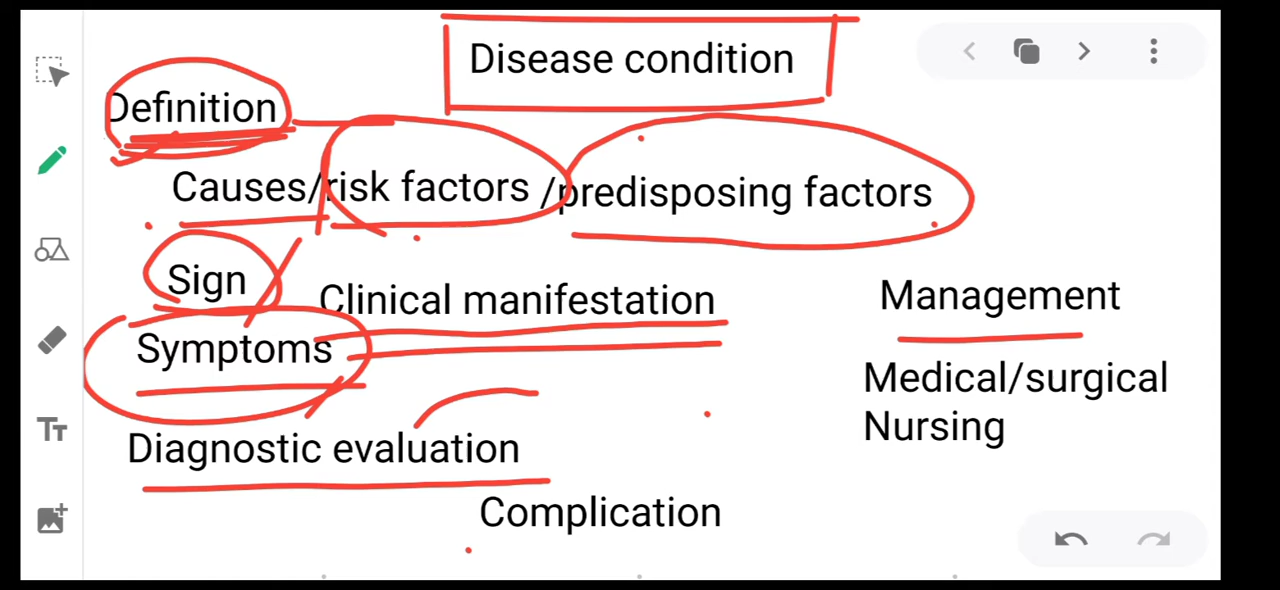 Disease condition
Definition
Causes/risk factors /predisposing factors
Sign
Clinical manifestation
Management
Symptoms
Medical/surgical
Nursing
Diagnostic evaluation
Complication
TT